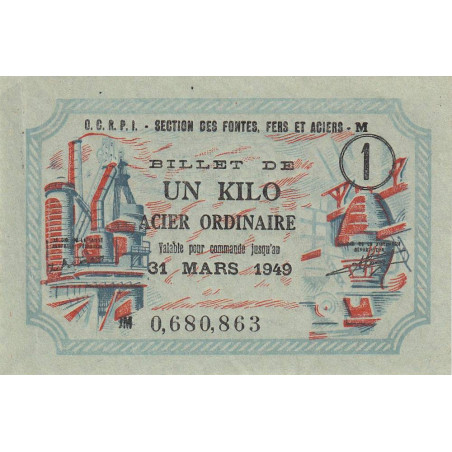 O.C.R.P.I. - SECTION DES FONTES, FERS ET ACIERS - M
BILLET DE
1
UN KILO
ACIER ORDINAIRE
Valable pour commande jusqu'au
31 MARS 1949
JM 0,680,863